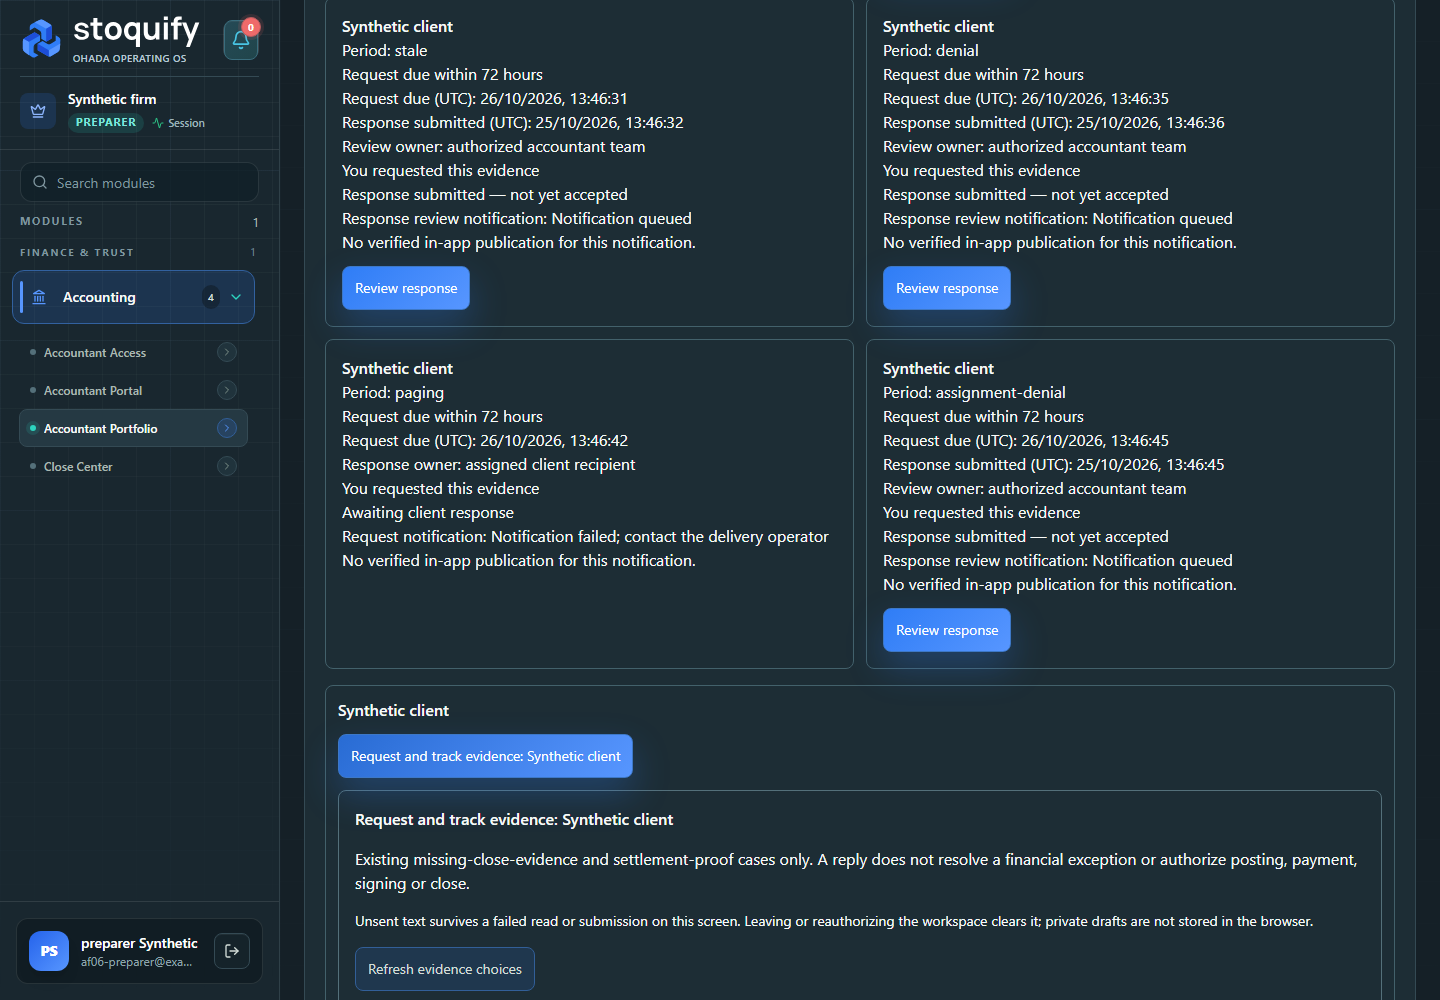 stoquify
OHADA OPERATING OS
0
Synthetic firm
PREPARER
Session
Search modules
MODULES
1
FINANCE & TRUST
1
Accounting
4
Accountant Access
Accountant Portal
Accountant Portfolio
Close Center
PS
preparer Synthetic
af06-preparer@exa...
Synthetic client
Period: stale
Request due within 72 hours
Request due (UTC): 26/10/2026, 13:46:31
Response submitted (UTC): 25/10/2026, 13:46:32
Review owner: authorized accountant team
You requested this evidence
Response submitted — not yet accepted
Response review notification: Notification queued
No verified in-app publication for this notification.
Review response
Synthetic client
Period: denial
Request due within 72 hours
Request due (UTC): 26/10/2026, 13:46:35
Response submitted (UTC): 25/10/2026, 13:46:36
Review owner: authorized accountant team
You requested this evidence
Response submitted — not yet accepted
Response review notification: Notification queued
No verified in-app publication for this notification.
Review response
Synthetic client
Period: paging
Request due within 72 hours
Request due (UTC): 26/10/2026, 13:46:42
Response owner: assigned client recipient
You requested this evidence
Awaiting client response
Request notification: Notification failed; contact the delivery operator
No verified in-app publication for this notification.
Synthetic client
Period: assignment-denial
Request due within 72 hours
Request due (UTC): 26/10/2026, 13:46:45
Response submitted (UTC): 25/10/2026, 13:46:45
Review owner: authorized accountant team
You requested this evidence
Response submitted — not yet accepted
Response review notification: Notification queued
No verified in-app publication for this notification.
Review response
Synthetic client
Request and track evidence: Synthetic client
Request and track evidence: Synthetic client
Existing missing-close-evidence and settlement-proof cases only. A reply does not resolve a financial exception or authorize posting, payment,
signing or close.
Unsent text survives a failed read or submission on this screen. Leaving or reauthorizing the workspace clears it; private drafts are not stored in the browser.
Refresh evidence choices